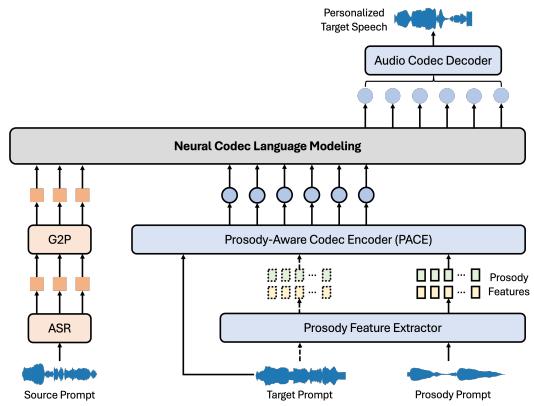 Personalized
Target Speech
Audio Codec Decoder
Neural Codec Language Modeling
G2P
Prosody-Aware Codec Encoder (PACE)
Prosody
Features
ASR
Prosody Feature Extractor
Source Prompt
Target Prompt
Prosody Prompt